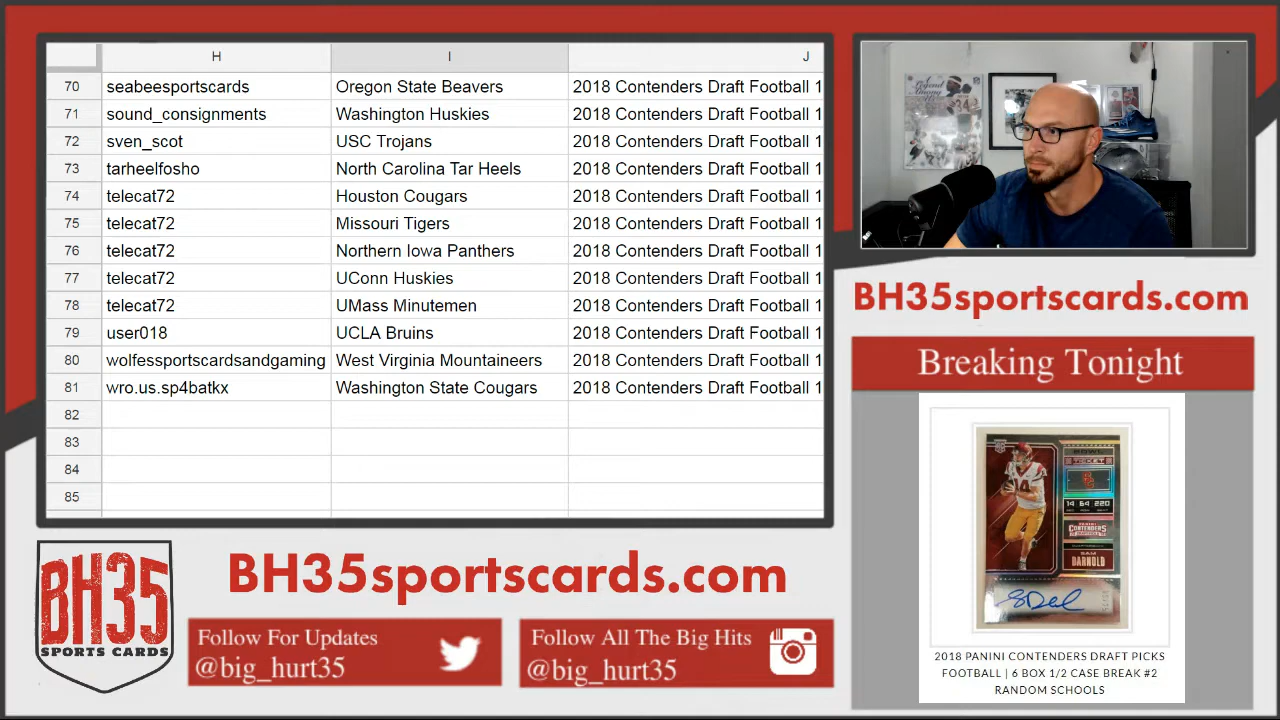 H I J
70 seabeesportscards Oregon State Beavers 2018 Contenders Draft Football 1
71 sound_consignments Washington Huskies 2018 Contenders Draft Football 1
72 sven_scot USC Trojans 2018 Contenders Draft Football 1
73 tarheelfosho North Carolina Tar Heels 2018 Contenders Draft Football 1
74 telecat72 Houston Cougars 2018 Contenders Draft Football 1
75 telecat72 Missouri Tigers 2018 Contenders Draft Football 1
76 telecat72 Northern Iowa Panthers 2018 Contenders Draft Football 1
77 telecat72 UConn Huskies 2018 Contenders Draft Football 1
78 telecat72 UMass Minutemen 2018 Contenders Draft Football 1
79 user018 UCLA Bruins 2018 Contenders Draft Football 1
80 wolfessportscardsandgaming West Virginia Mountaineers 2018 Contenders Draft Football 1
81 wro.us.sp4batkx Washington State Cougars 2018 Contenders Draft Football 1
82
83
84
85
BH35sportscards.com
Breaking Tonight
TICKET
14 64 220
CONTENDERS
SAM
DARNOLD
2018 PANINI CONTENDERS DRAFT PICKS
FOOTBALL | 6 BOX 1/2 CASE BREAK #2
RANDOM SCHOOLS
BH35
SPORTS CARDS
BH35sportscards.com
Follow For Updates
@big_hurt35
Follow All The Big Hits
@big_hurt35